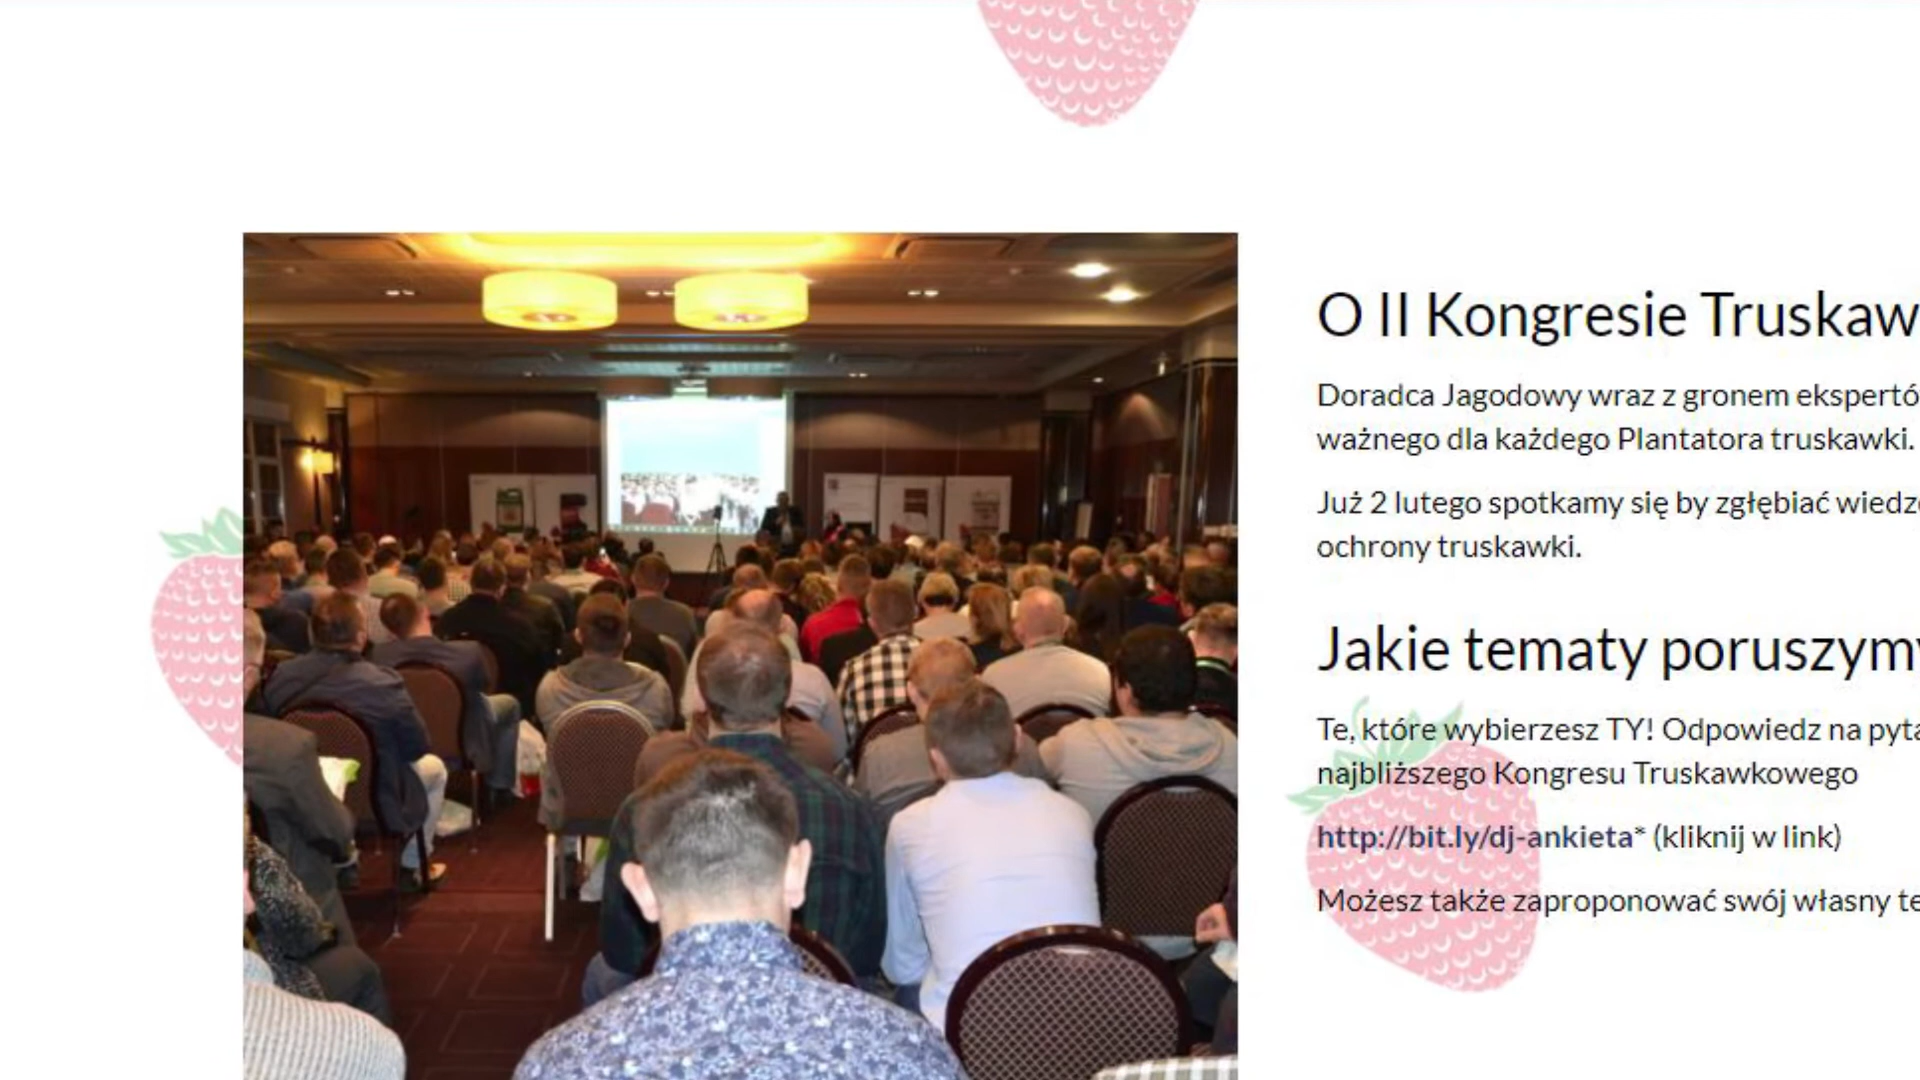 O II Kongresie Truskaw
Doradca Jagodowy wraz z gronem ekspertó
ważnego dla każdego Plantatora truskawki.
Już 2 lutego spotkamy się by zgłębiać wiedzę
ochrony truskawki.
Jakie tematy poruszymy
Te, które wybierzesz TY! Odpowiedz na pyta
najbliższego Kongresu Truskawkowego
http://bit.ly/dj-ankieta* (kliknij w link)
Możesz także zaproponować swój własny te